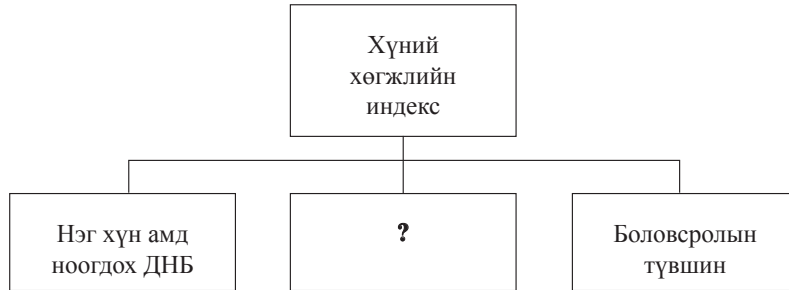 Хүний
хөгжлийн
индекс
Нэг хүн амд
ноогдох ДНБ
?
Боловсролын
түвшин